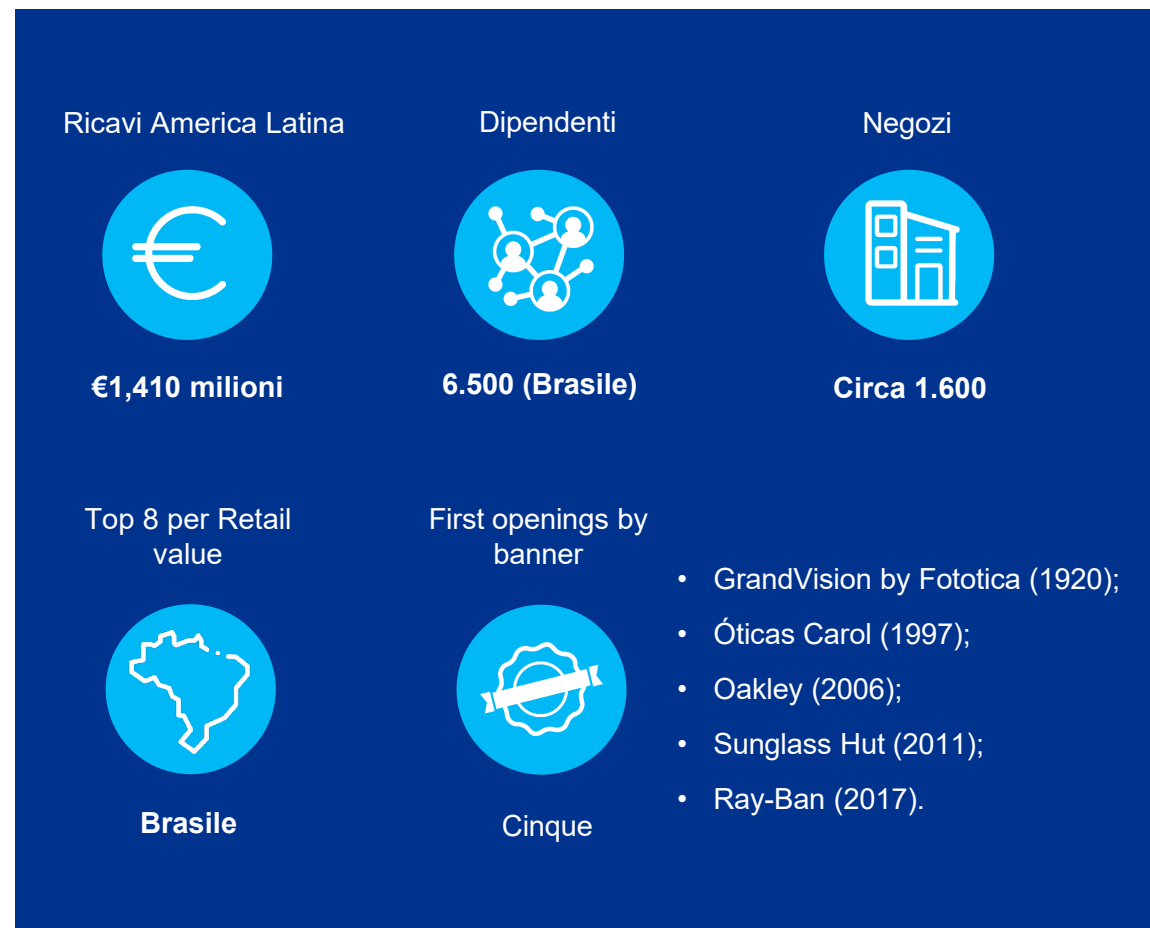 Ricavi America Latina
Dipendenti
Negozi
€1,410 milioni
6.500 (Brasile)
Circa 1.600
Top 8 per Retail
value
Brasile
First openings by
banner
Cinque
• GrandVision by Fototica (1920);
• Óticas Carol (1997);
• Oakley (2006);
• Sunglass Hut (2011);
• Ray-Ban (2017).